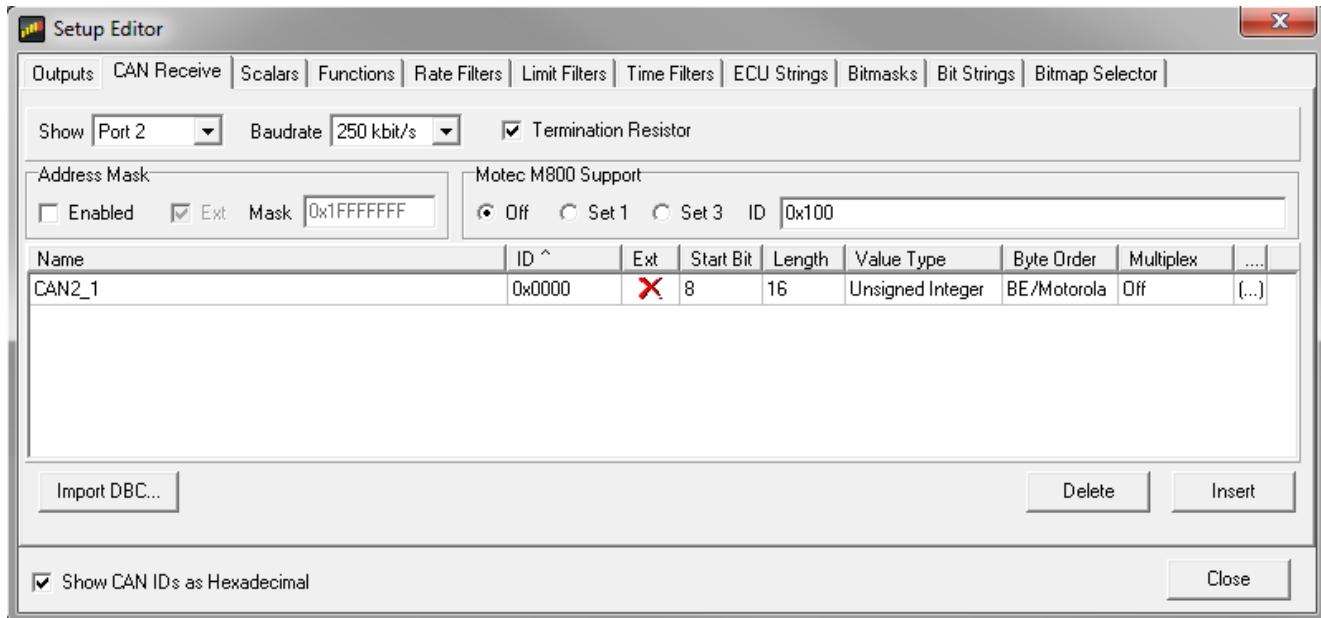 Setup Editor
Outputs CAN Receive Scalars Functions Rate Filters Limit Filters Time Filters ECU Strings Bitmasks Bit Strings Bitmap Selector
Show Port 2 Baudrate 250 kbit/s Termination Resistor
Address Mask Motec M800 Support
Enabled Ext Mask 0x1FFFFFFF Off Set 1 Set 3 ID 0x100
Name ID ^ Ext Start Bit Length Value Type Byte Order Multiplex ....
CAN2_1 0x0000 8 16 Unsigned Integer BE/Motorola Off (...)
Import DBC... Delete Insert
Show CAN IDs as Hexadecimal Close